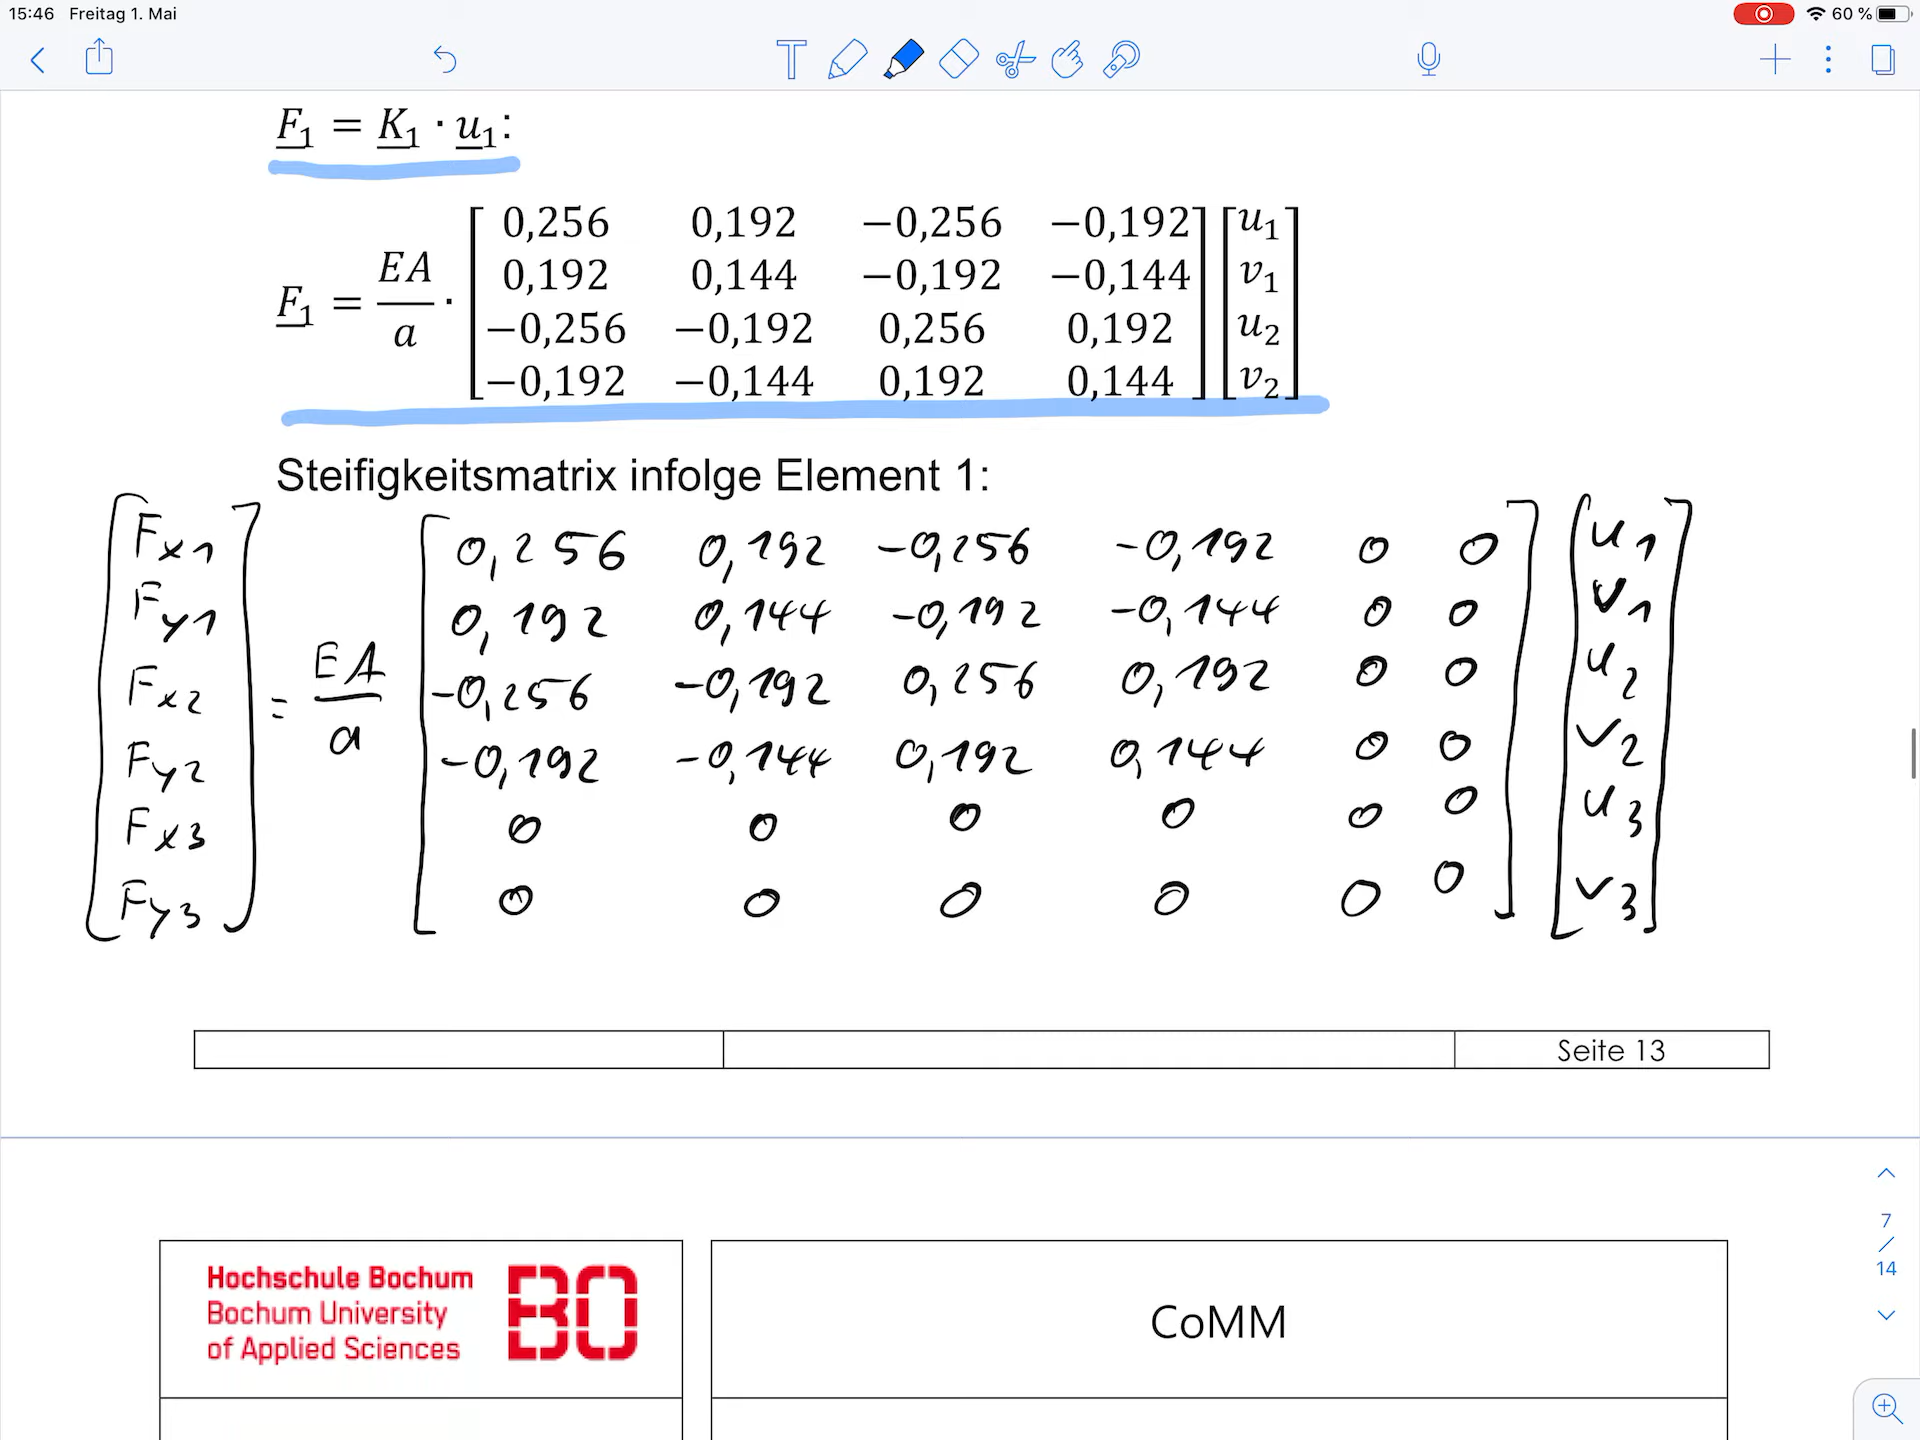 15:46 Freitag 1. Mai 60 %
F₁ = K₁ · u₁:
F₁ = EA/a · [0,256 0,192 −0,256 −0,192] [u₁]
[0,192 0,144 −0,192 −0,144] [v₁]
[−0,256 −0,192 0,256 0,192] [u₂]
[−0,192 −0,144 0,192 0,144] [v₂]
Steifigkeitsmatrix infolge Element 1:
[Fx1] = EA/a [0,256 0,192 -0,256 -0,192 0 0] [u1]
[Fy1] [0,192 0,144 -0,192 -0,144 0 0] [v1]
[Fx2] [-0,256 -0,192 0,256 0,192 0 0] [u2]
[Fy2] [-0,192 -0,144 0,192 0,144 0 0] [v2]
[Fx3] [0 0 0 0 0 0] [u3]
[Fy3] [0 0 0 0 0 0] [v3]
Seite 13
7
/
14
Hochschule Bochum
Bochum University
of Applied Sciences
BO
CoMM